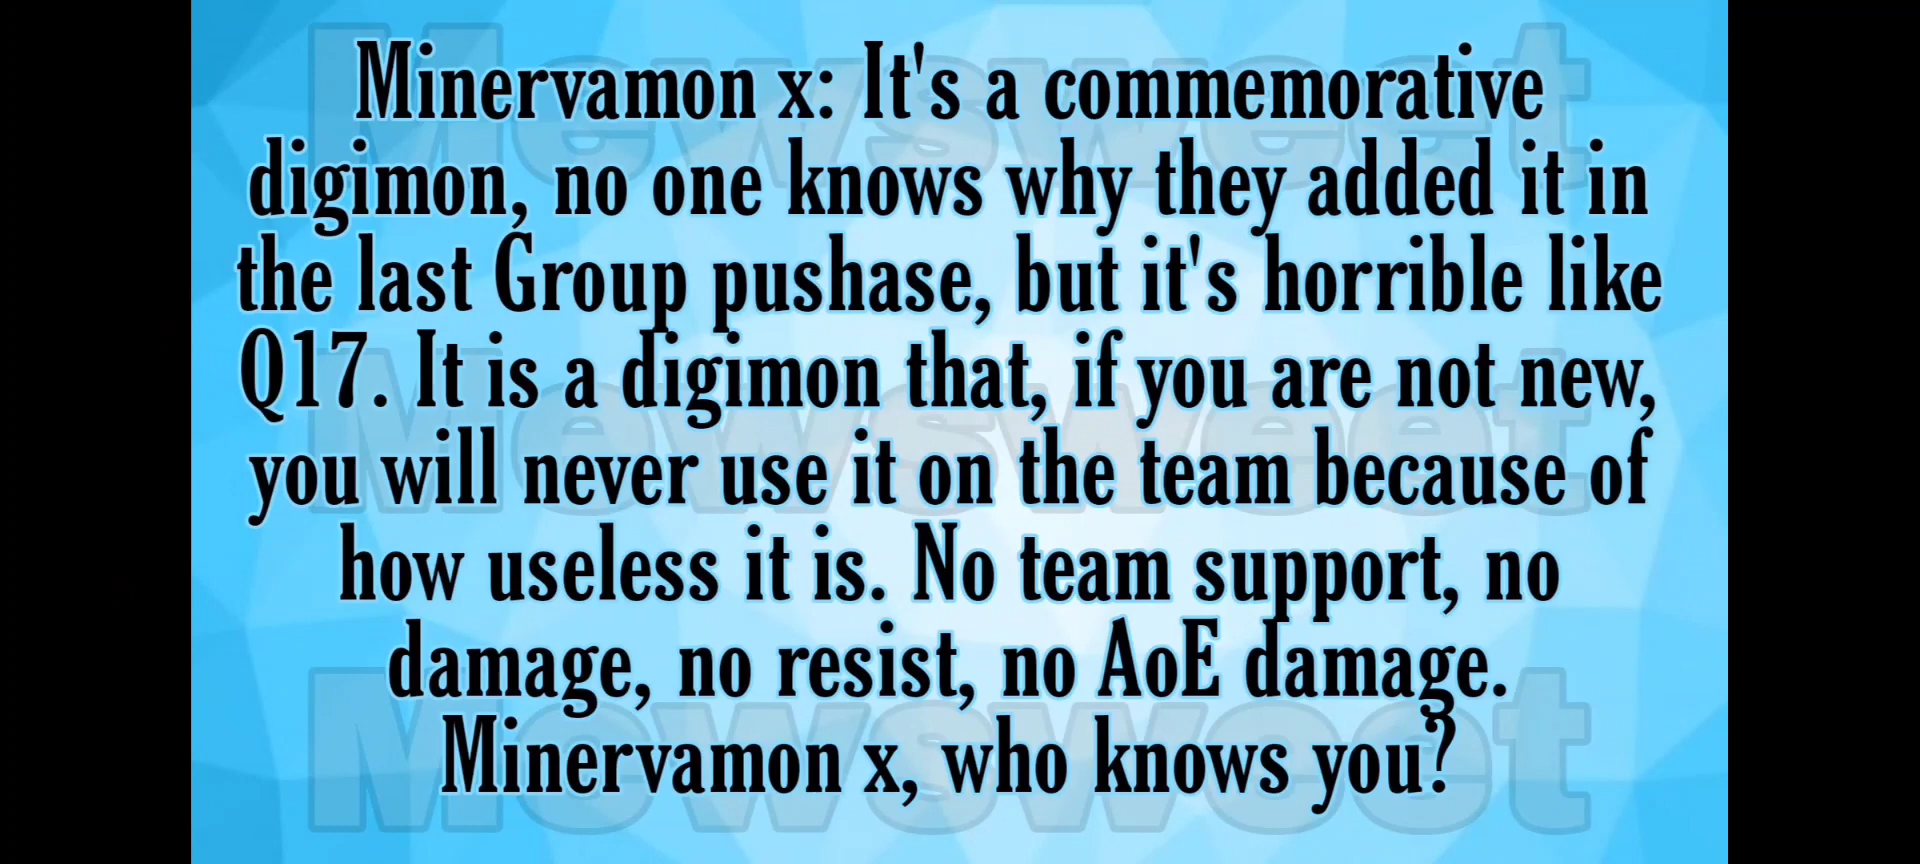 Minervamon x: It's a commemorative
digimon, no one knows why they added it in
the last Group pushase, but it's horrible like
Q17. It is a digimon that, if you are not new,
you will never use it on the team because of
how useless it is. No team support, no
damage, no resist, no AoE damage.
Minervamon x, who knows you?
Mewsweet
Mewsweet
Mewsweet